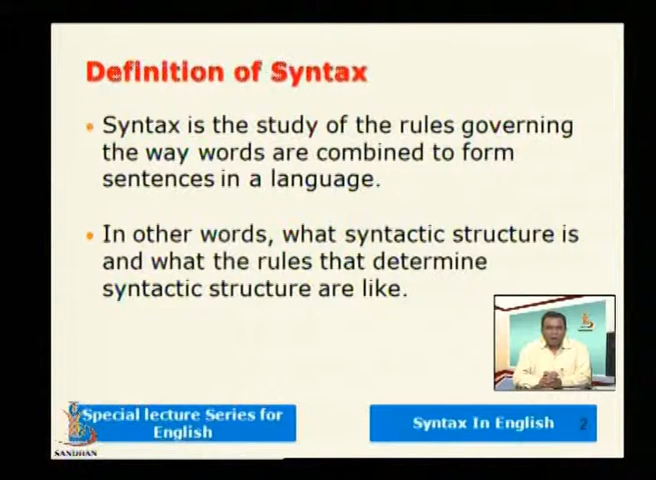 Definition of Syntax
• Syntax is the study of the rules governing
the way words are combined to form
sentences in a language.
• In other words, what syntactic structure is
and what the rules that determine
syntactic structure are like.
Special lecture Series for
English
Syntax In English 2
SANDHAN